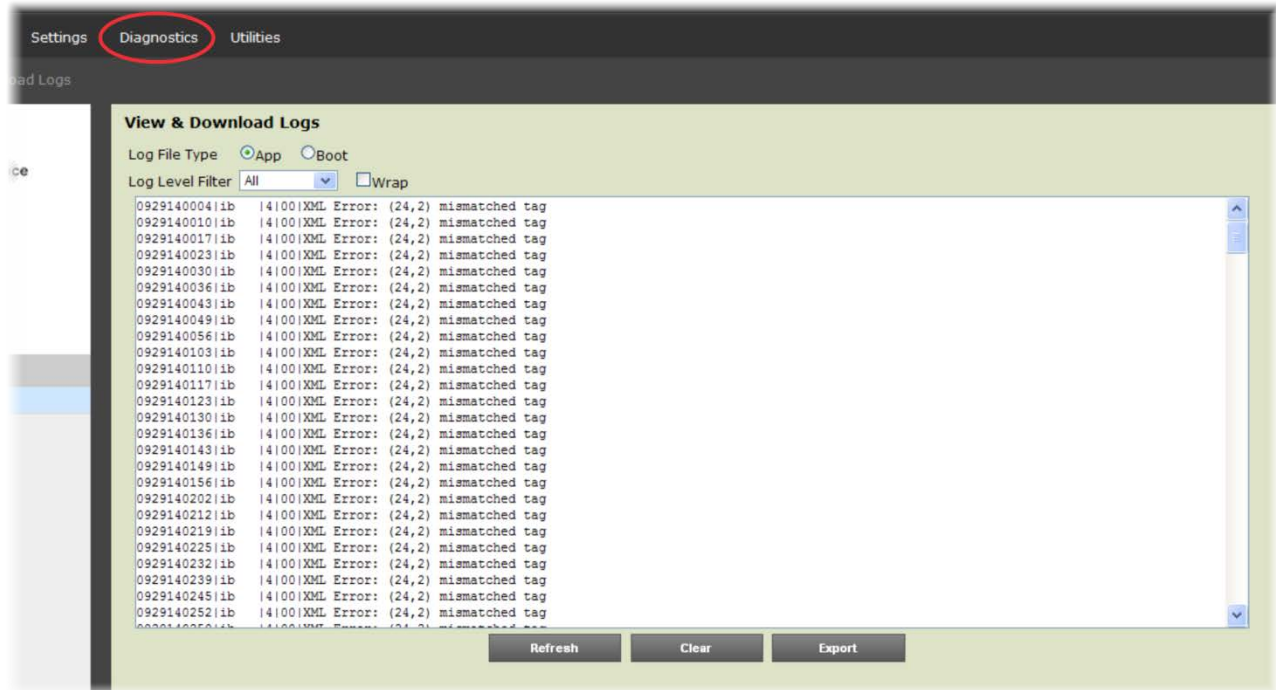 Settings Diagnostics Utilities
oad Logs
ce
View & Download Logs
Log File Type App Boot
Log Level Filter All Wrap
0929140004|ib |4|00|XML Error: (24,2) mismatched tag
0929140010|ib |4|00|XML Error: (24,2) mismatched tag
0929140017|ib |4|00|XML Error: (24,2) mismatched tag
0929140023|ib |4|00|XML Error: (24,2) mismatched tag
0929140030|ib |4|00|XML Error: (24,2) mismatched tag
0929140036|ib |4|00|XML Error: (24,2) mismatched tag
0929140043|ib |4|00|XML Error: (24,2) mismatched tag
0929140049|ib |4|00|XML Error: (24,2) mismatched tag
0929140056|ib |4|00|XML Error: (24,2) mismatched tag
0929140103|ib |4|00|XML Error: (24,2) mismatched tag
0929140110|ib |4|00|XML Error: (24,2) mismatched tag
0929140117|ib |4|00|XML Error: (24,2) mismatched tag
0929140123|ib |4|00|XML Error: (24,2) mismatched tag
0929140130|ib |4|00|XML Error: (24,2) mismatched tag
0929140136|ib |4|00|XML Error: (24,2) mismatched tag
0929140143|ib |4|00|XML Error: (24,2) mismatched tag
0929140149|ib |4|00|XML Error: (24,2) mismatched tag
0929140156|ib |4|00|XML Error: (24,2) mismatched tag
0929140202|ib |4|00|XML Error: (24,2) mismatched tag
0929140212|ib |4|00|XML Error: (24,2) mismatched tag
0929140219|ib |4|00|XML Error: (24,2) mismatched tag
0929140225|ib |4|00|XML Error: (24,2) mismatched tag
0929140232|ib |4|00|XML Error: (24,2) mismatched tag
0929140239|ib |4|00|XML Error: (24,2) mismatched tag
0929140245|ib |4|00|XML Error: (24,2) mismatched tag
0929140252|ib |4|00|XML Error: (24,2) mismatched tag
Refresh Clear Export